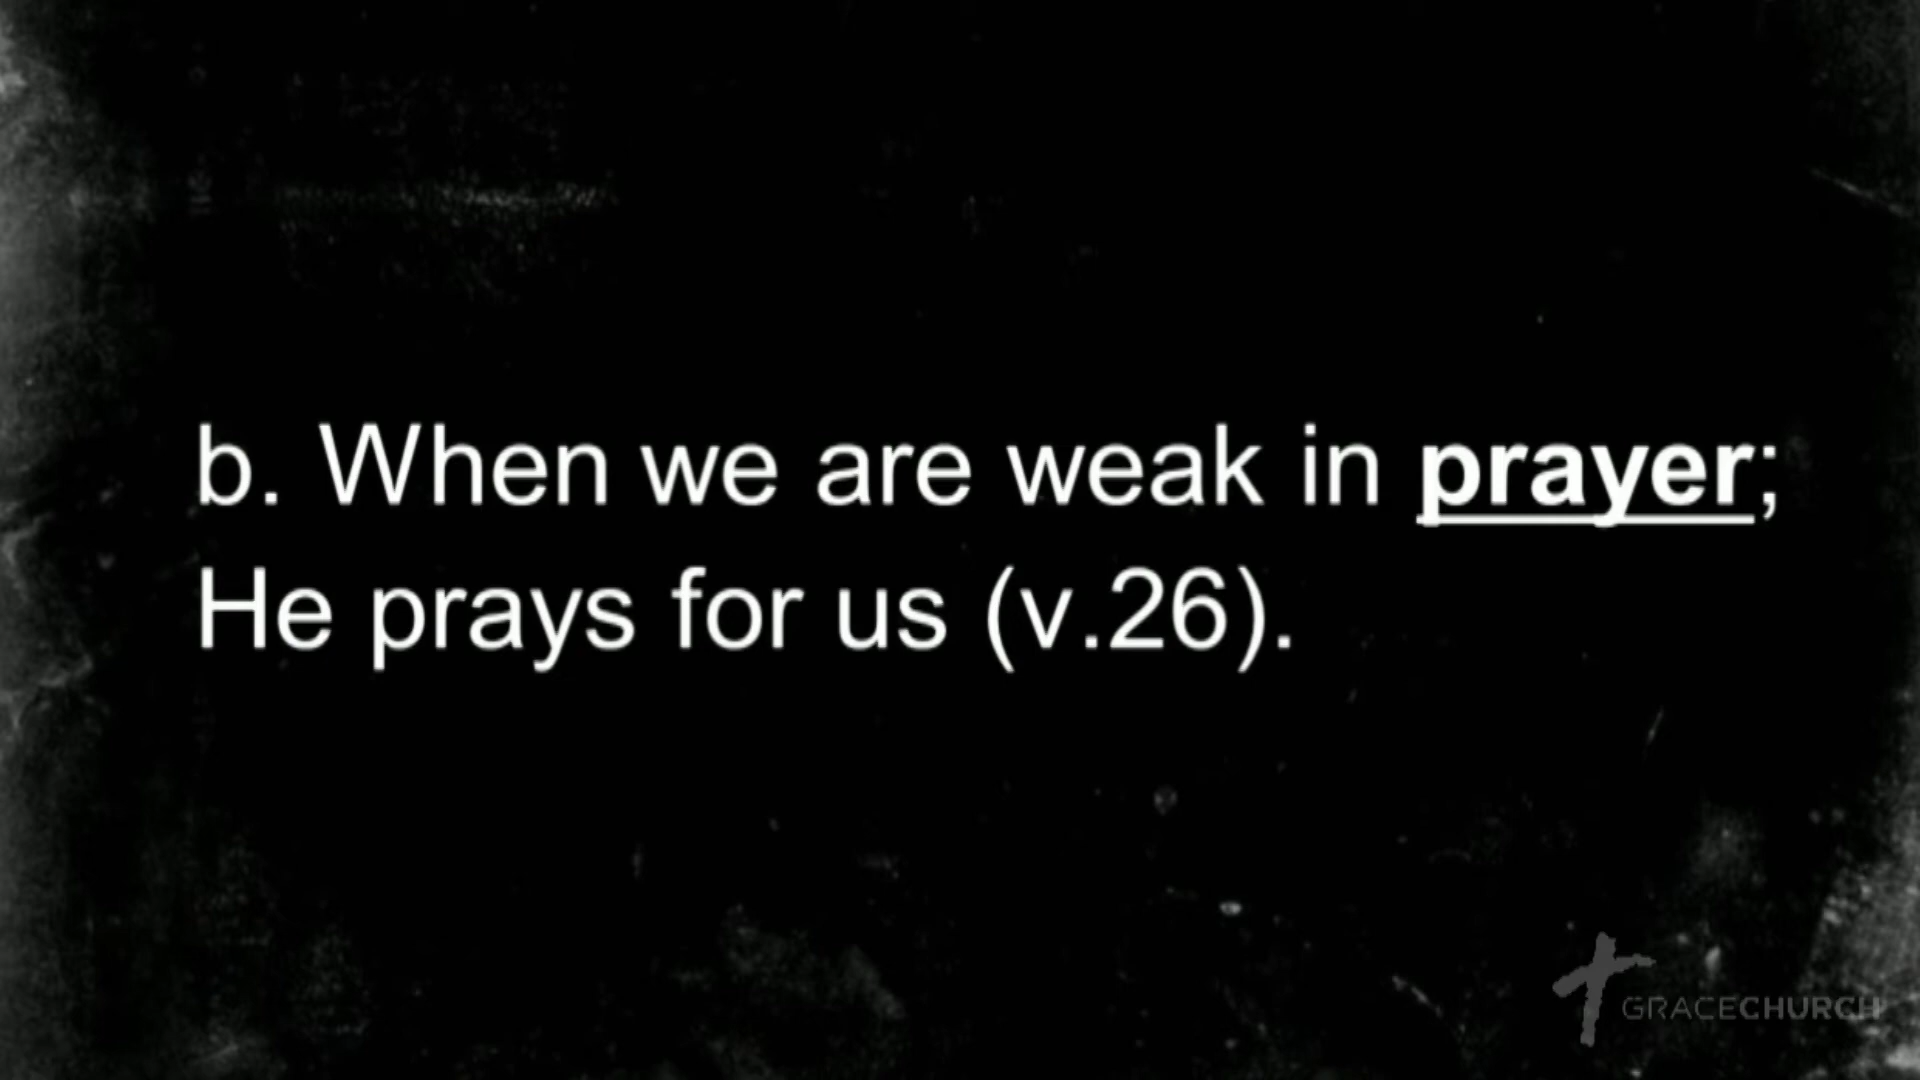 b. When we are weak in prayer;
He prays for us (v.26).
GRACECHURCH